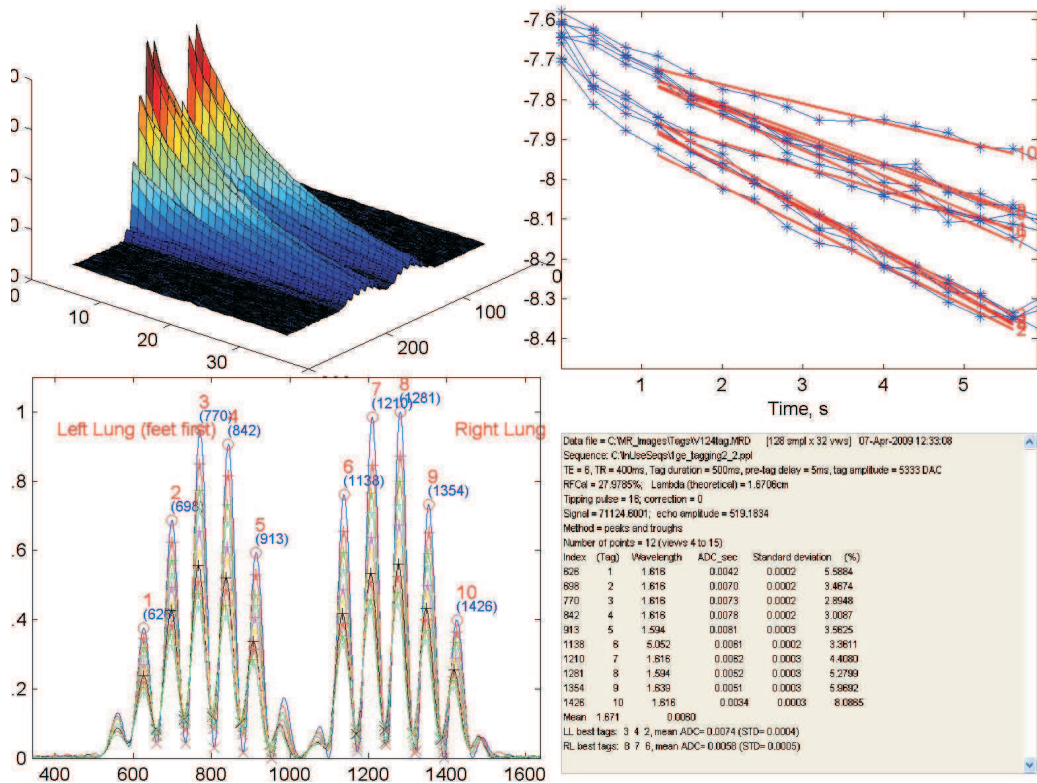 0
10
20
30
0
100
200
-7.6
-7.7
-7.8
-7.9
-8
-8.1
-8.2
-8.3
-8.4
10
7
2
1
2
3
4
5
Time, s
1
.8
.6
.4
.2
0
400
600
800
1000
1200
1400
1600
Left Lung (feet first)
Right Lung
1
2
(698)
3
(770)
4
(842)
5
(913)
6
(1138)
7
(1210)
8
(1281)
9
(1354)
10
(1426)
Data file = C:\MR_Images\Tags\V124tag.MRD [128 smpl x 32 vws] 07-Apr-2009 12:33:08
Sequence: C:\InUseSeqs\1ge_tagging2_2.ppl
TE = 6, TR = 400ms, Tag duration = 500ms, pre-tag delay = 5ms, tag amplitude = 5333 DAC
RFCal = 27.9785%; Lambda (theoretical) = 1.6706cm
Tipping pulse = 16; correction = 0
Signal = 71124.6001; echo amplitude = 519.1834
Method = peaks and troughs
Number of points = 12 (views 4 to 15)
Index (Tag) Wavelength ADC_sec Standard deviation (%)
626 1 1.616 0.0042 0.0002 5.5884
698 2 1.616 0.0070 0.0002 3.4674
770 3 1.616 0.0073 0.0002 2.8948
842 4 1.616 0.0078 0.0002 3.0087
913 5 1.594 0.0081 0.0003 3.5625
1138 6 5.052 0.0061 0.0002 3.3611
1210 7 1.616 0.0062 0.0003 4.4080
1281 8 1.594 0.0052 0.0003 5.2799
1354 9 1.639 0.0051 0.0003 5.9692
1426 10 1.616 0.0034 0.0003 8.0865
Mean 1.671 0.0060
LL best tags: 3 4 2, mean ADC= 0.0074 (STD= 0.0004)
RL best tags: 8 7 6, mean ADC= 0.0058 (STD= 0.0005)